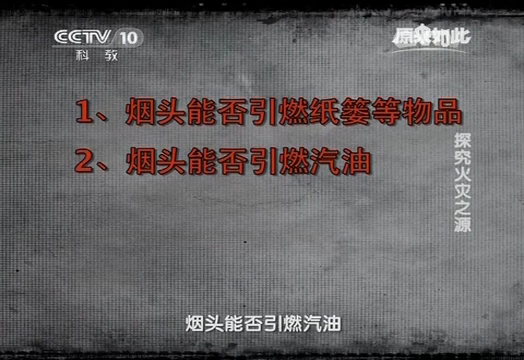 CCTV 10
科教
原来如此
1、烟头能否引燃纸篓等物品
2、烟头能否引燃汽油
探究火灾之源
烟头能否引燃汽油